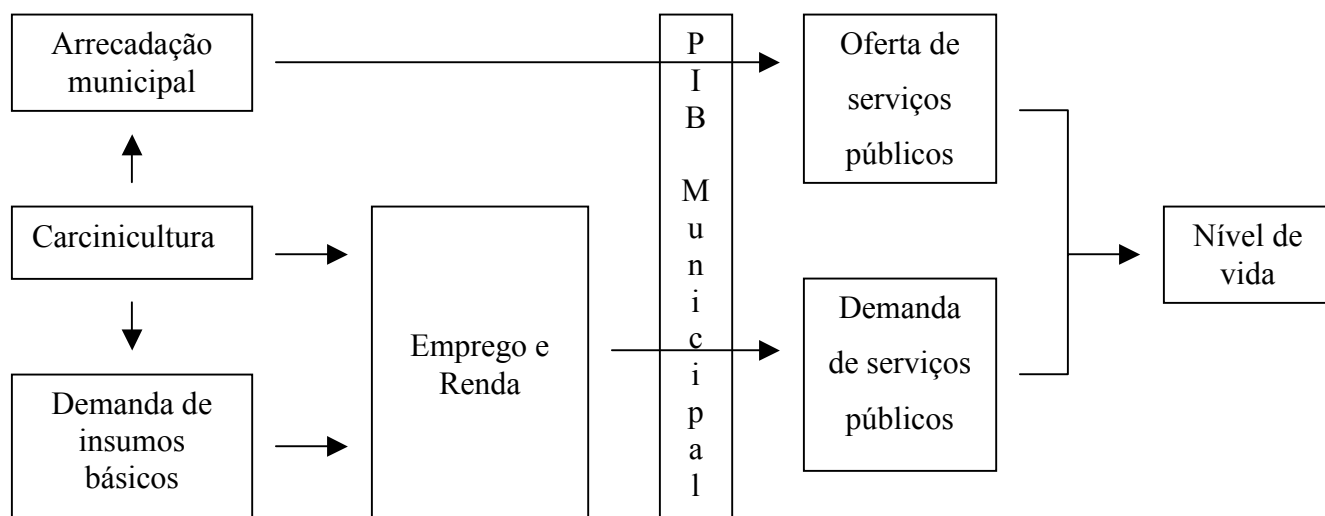 Arrecadação
municipal
Carcinicultura
Demanda de
insumos
básicos
Emprego e
Renda
P
I
B
M
u
n
i
c
i
p
a
l
Oferta de
serviços
públicos
Demanda
de serviços
públicos
Nível de
vida